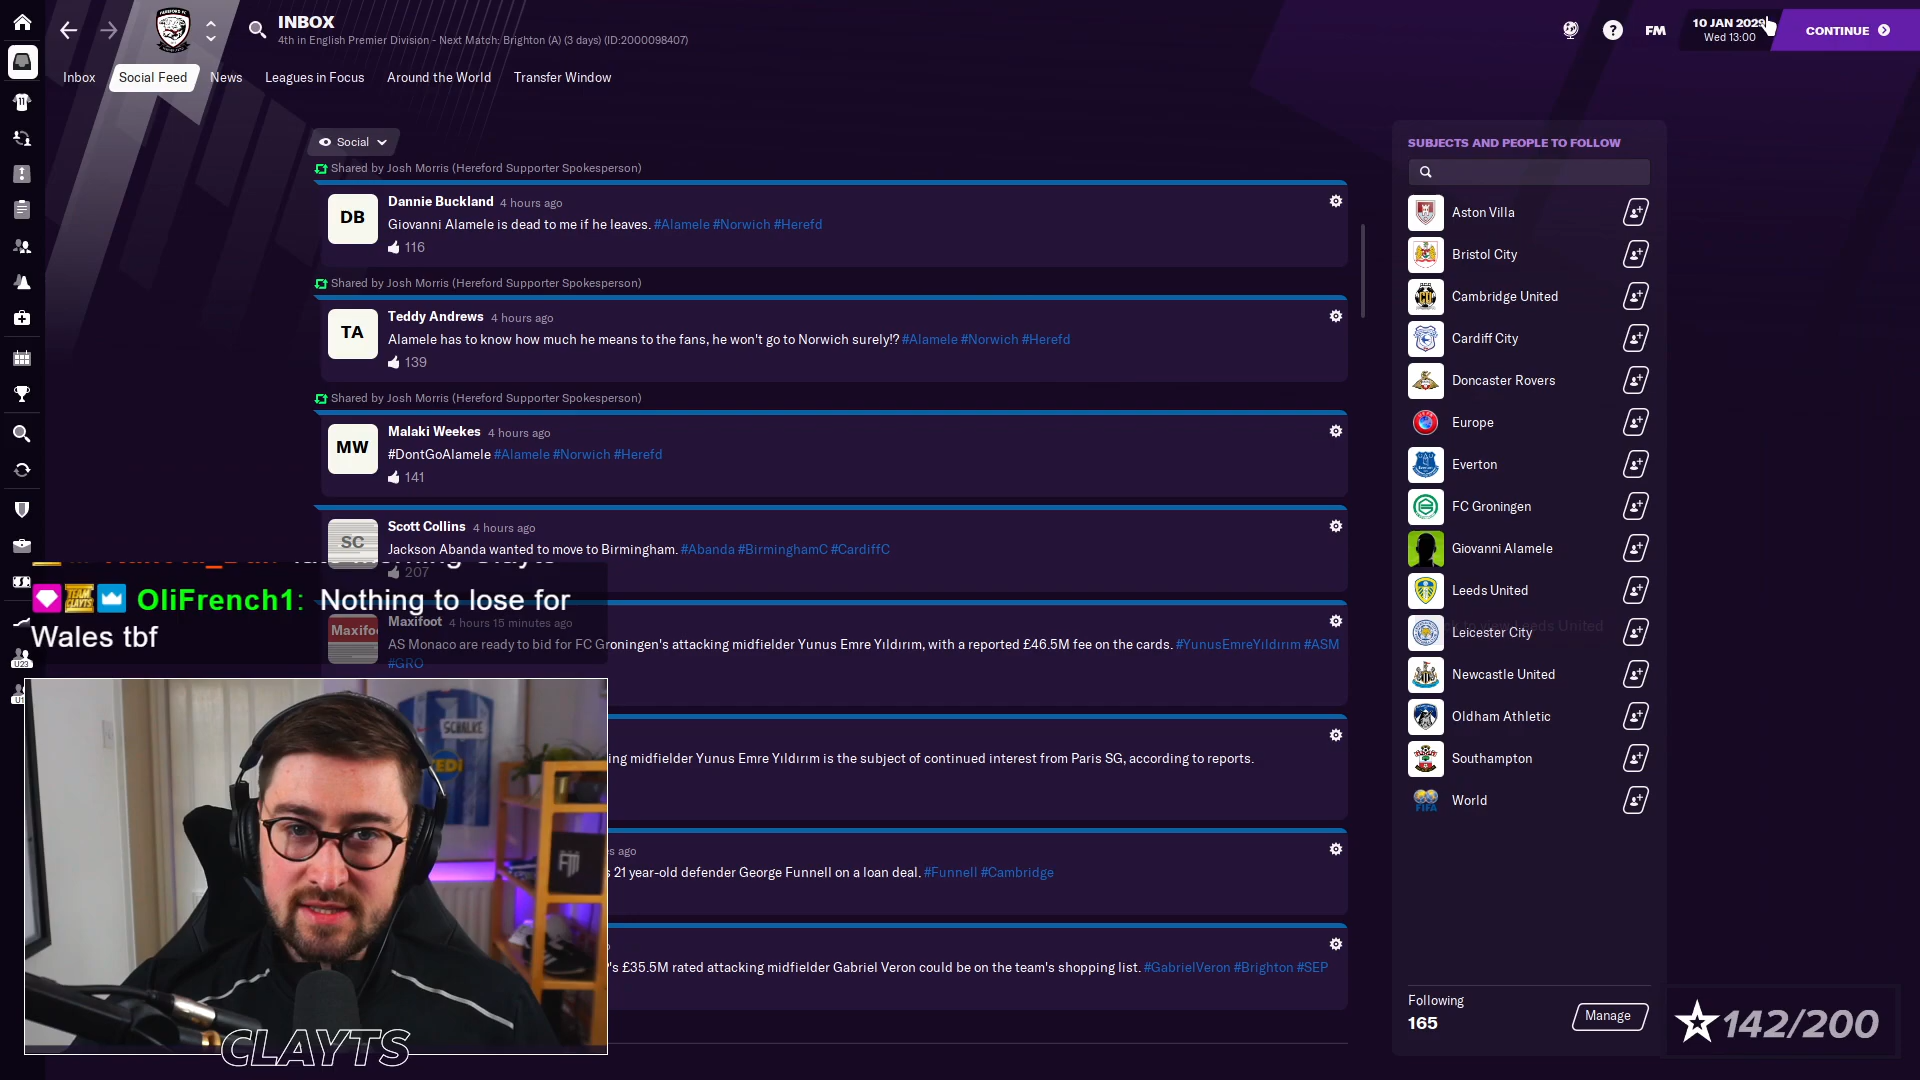 INBOX
4th in English Premier Division - Next Match: Brighton (A) (3 days) (ID:2000098407)
FM
10 JAN 2029
Wed 13:00
CONTINUE
Inbox
Social Feed
News
Leagues in Focus
Around the World
Transfer Window
Social
Shared by Josh Morris (Hereford Supporter Spokesperson)
DB
Dannie Buckland 4 hours ago
Giovanni Alamele is dead to me if he leaves. #Alamele #Norwich #Herefd
116
Shared by Josh Morris (Hereford Supporter Spokesperson)
TA
Teddy Andrews 4 hours ago
Alamele has to know how much he means to the fans, he won't go to Norwich surely!? #Alamele #Norwich #Herefd
139
Shared by Josh Morris (Hereford Supporter Spokesperson)
MW
Malaki Weekes 4 hours ago
#DontGoAlamele #Alamele #Norwich #Herefd
141
SC
Scott Collins 4 hours ago
Jackson Abanda wanted to move to Birmingham. #Abanda #BirminghamC #CardiffC
207
OliFrench1: Nothing to lose for
Wales tbf
Maxifoot 4 hours 15 minutes ago
AS Monaco are ready to bid for FC Groningen's attacking midfielder Yunus Emre Yıldırım, with a reported £46.5M fee on the cards. #YunusEmreYıldırım #ASM
#GRO
ing midfielder Yunus Emre Yıldırım is the subject of continued interest from Paris SG, according to reports.
s ago
s 21 year-old defender George Funnell on a loan deal. #Funnell #Cambridge
's £35.5M rated attacking midfielder Gabriel Veron could be on the team's shopping list. #GabrielVeron #Brighton #SEP
SUBJECTS AND PEOPLE TO FOLLOW
Aston Villa
Bristol City
Cambridge United
Cardiff City
Doncaster Rovers
Europe
Everton
FC Groningen
Giovanni Alamele
Leeds United
Leicester City
Newcastle United
Oldham Athletic
Southampton
World
Following
165
Manage
142/200
U23
SCHALKE
CLAYTS